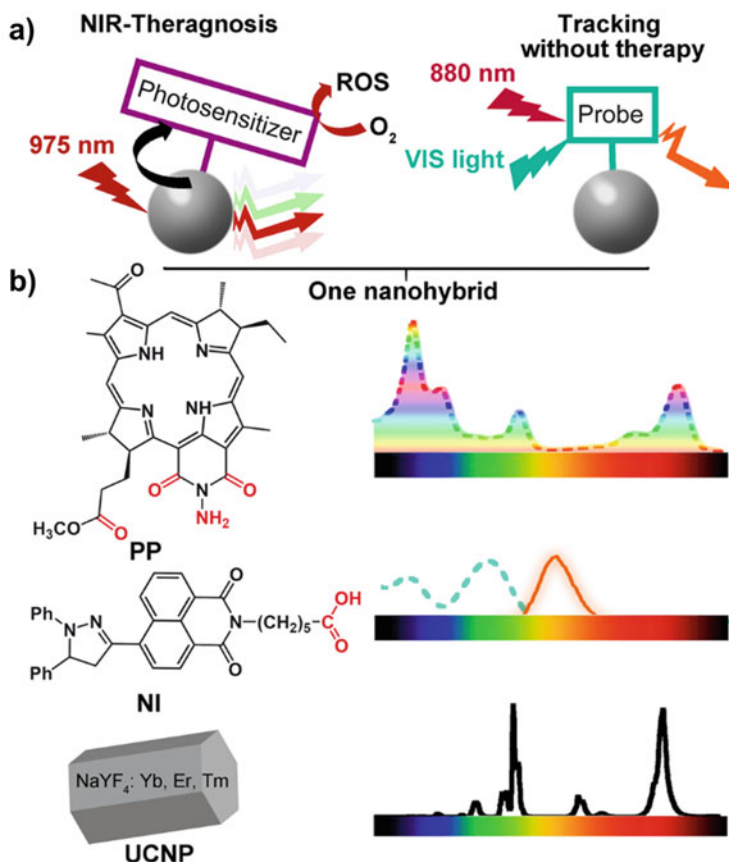 a)
NIR-Theragnosis
Tracking
without therapy
Photosensitizer
ROS
O₂
975 nm
880 nm
VIS light
Probe
b)
One nanohybrid
O
NH
N
N
HN
O
N
O
NH₂
H₃CO
O
PP
Ph
N
N
Ph
O
N
O
(CH₂)₅
C
OH
O
NI
NaYF₄: Yb, Er, Tm
UCNP